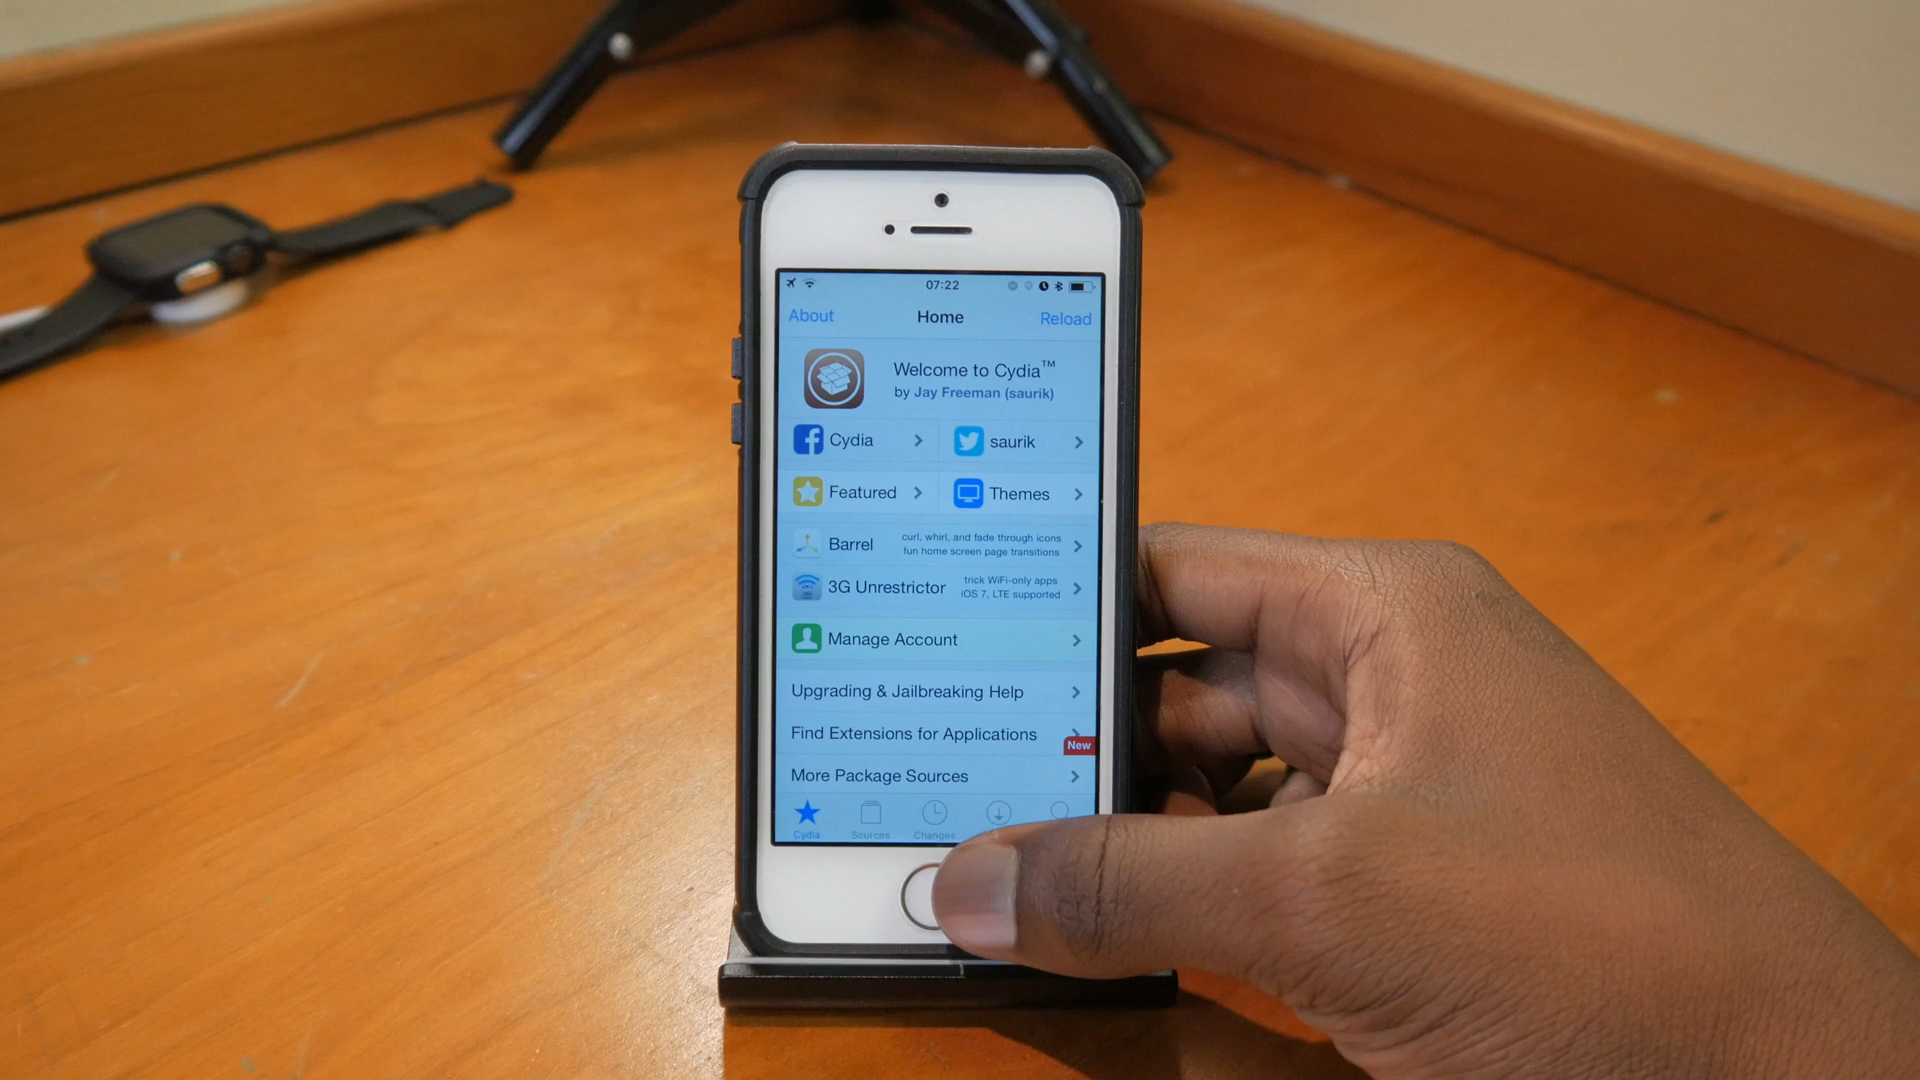 07:22
About Home Reload
Welcome to Cydia™
by Jay Freeman (saurik)
Cydia saurik
Featured Themes
Barrel curl, whirl, and fade through icons
fun home screen page transitions
3G Unrestrictor trick WiFi-only apps
iOS 7, LTE supported
Manage Account
Upgrading & Jailbreaking Help
Find Extensions for Applications
New
More Package Sources
Cydia Sources Changes